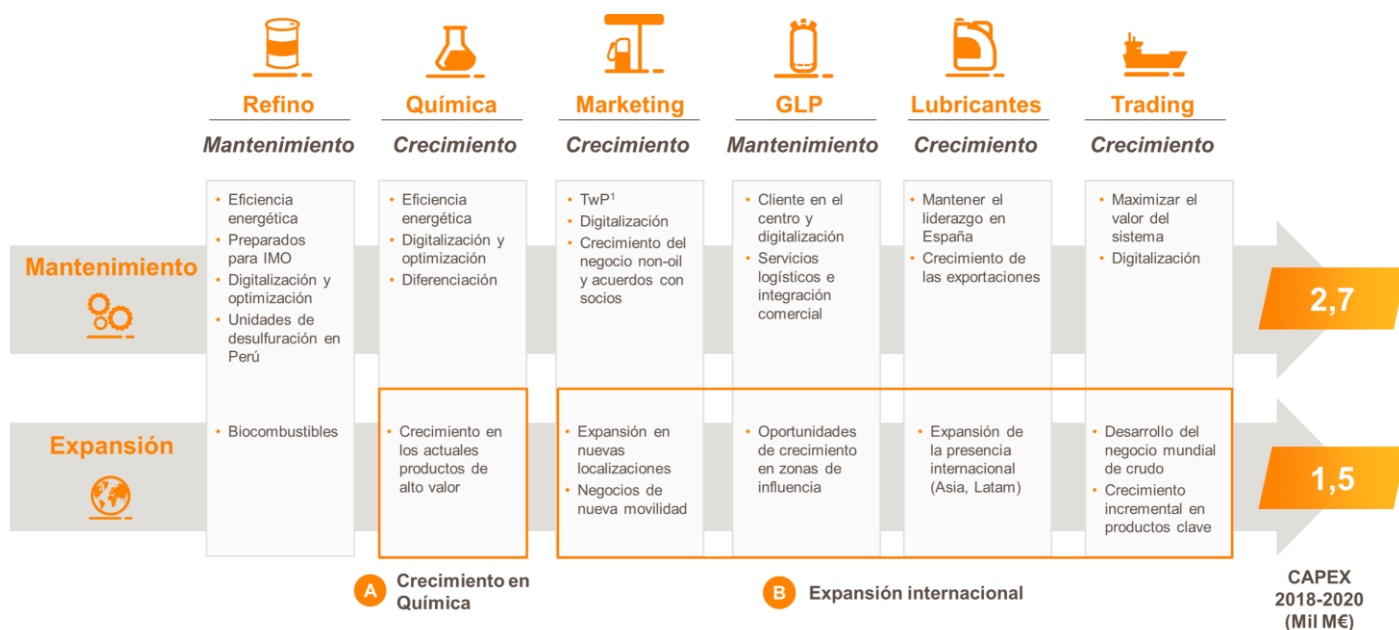 Refino
Química
Marketing
GLP
Lubricantes
Trading
Mantenimiento
Crecimiento
Crecimiento
Mantenimiento
Crecimiento
Crecimiento
Mantenimiento
• Eficiencia
energética
• Preparados
para IMO
• Digitalización y
optimización
• Unidades de
desulfuración en
Perú
• Eficiencia
energética
• Digitalización y
optimización
• Diferenciación
• TwP¹
• Digitalización
• Crecimiento del
negocio non-oil
y acuerdos con
socios
• Cliente en el
centro y
digitalización
• Servicios
logísticos e
integración
comercial
• Mantener el
liderazgo en
España
• Crecimiento de
las exportaciones
• Maximizar el
valor del
sistema
• Digitalización
2,7
Expansión
• Biocombustibles
• Crecimiento en
los actuales
productos de
alto valor
• Expansión en
nuevas
localizaciones
• Negocios de
nueva movilidad
• Oportunidades
de crecimiento
en zonas de
influencia
• Expansión de
la presencia
internacional
(Asia, Latam)
• Desarrollo del
negocio mundial
de crudo
• Crecimiento
incremental en
productos clave
1,5
A
Crecimiento en
Química
B
Expansión internacional
CAPEX
2018-2020
(Mil M€)